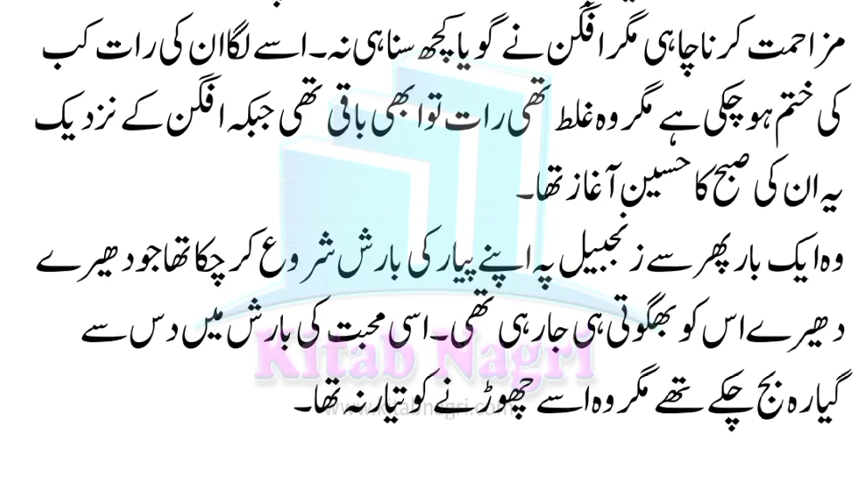 مزاحمت کرنا چاہی مگر افگن نے گویا کچھ سنا ہی نہ۔ اسے لگا ان کی رات کب
کی ختم ہو چکی ہے مگر وہ غلط تھی رات تو ابھی باقی تھی جبکہ افگن کے نزدیک
یہ ان کی صبح کا حسین آغاز تھا۔
وہ ایک بار پھر سے زنجبیل پہ اپنے پیار کی بارش شروع کر چکا تھا جو دھیرے
دھیرے اس کو بھگوتی ہی جا رہی تھی۔ اسی محبت کی بارش میں دس سے
Kitab Nagri
گیارہ بج چکے تھے مگر وہ اسے چھوڑنے کو تیار نہ تھا۔
www.kitabnagri.com